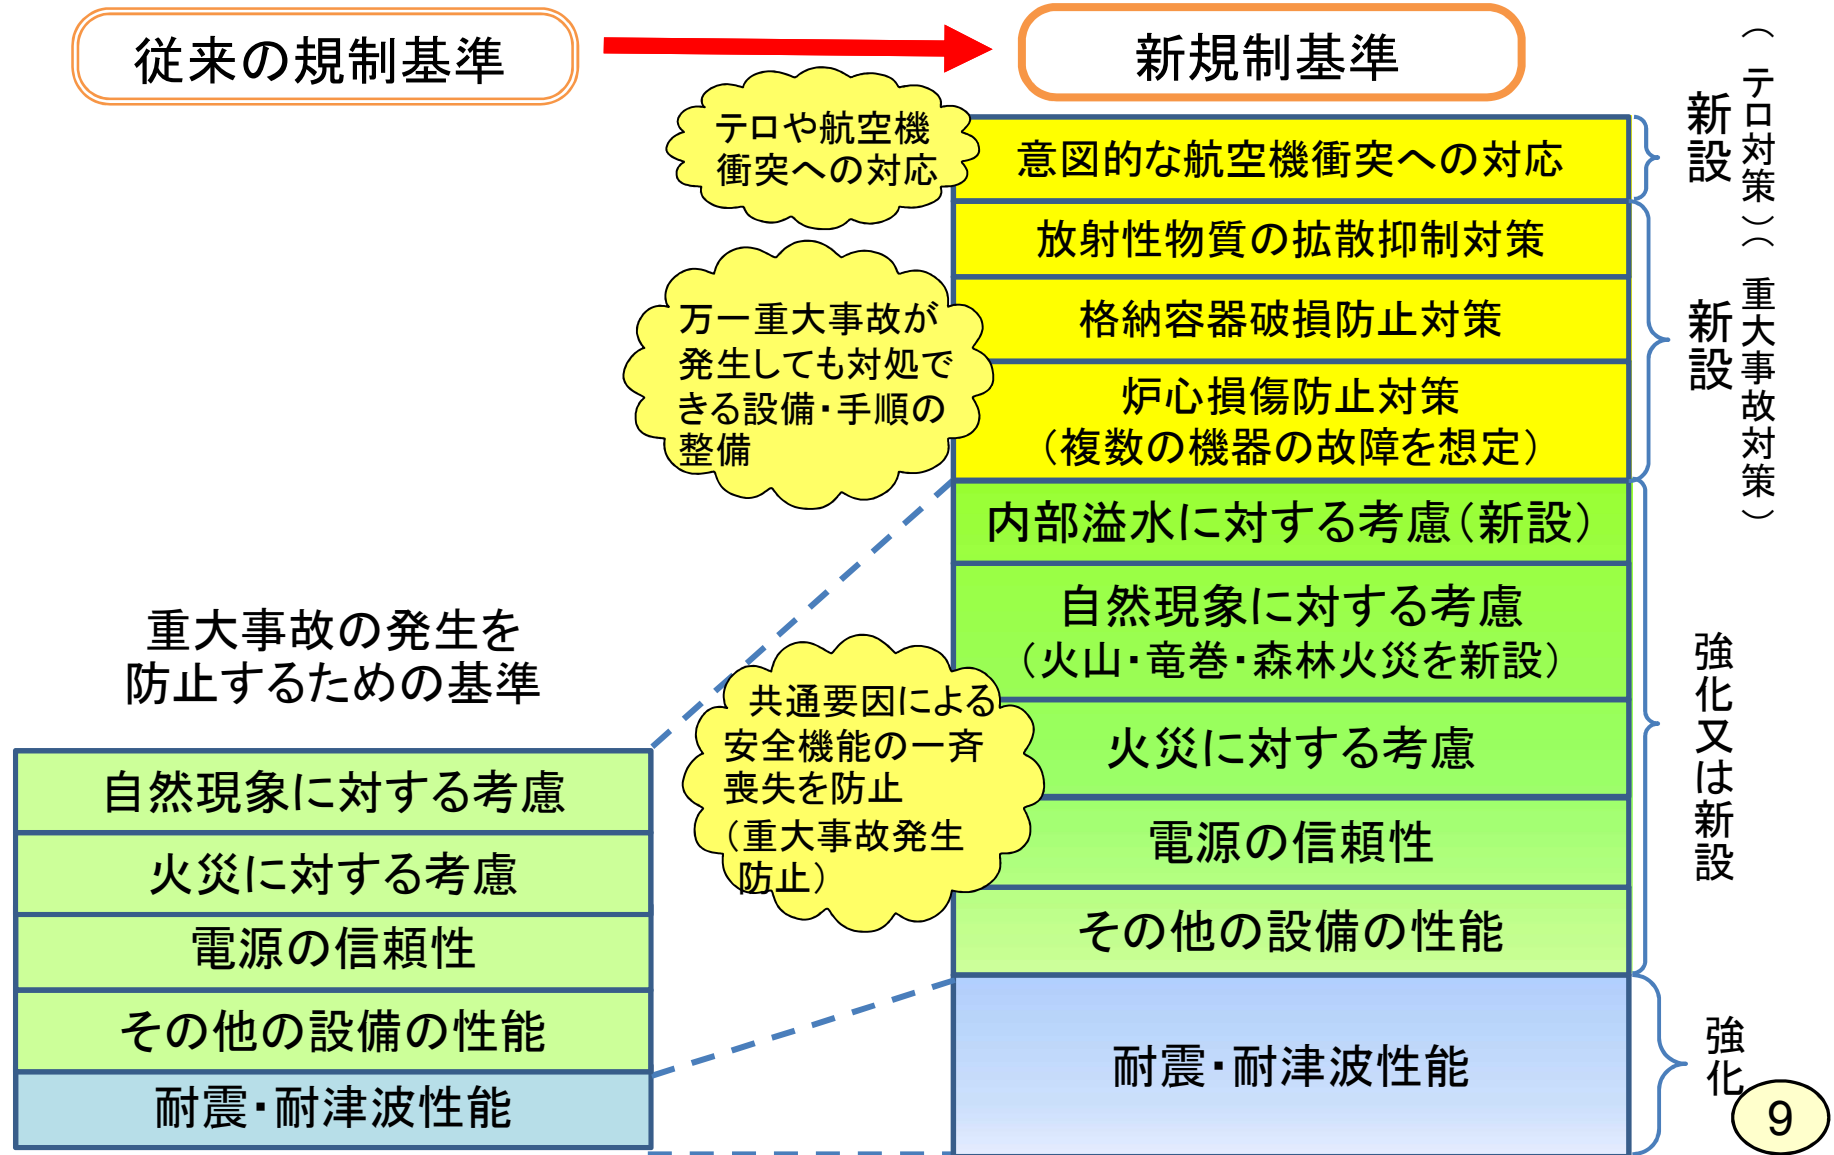 従来の規制基準
新規制基準
テロや航空機
衝突への対応
意図的な航空機衝突への対応
放射性物質の拡散抑制対策
万一重大事故が
発生しても対処で
きる設備・手順の
整備
格納容器破損防止対策
炉心損傷防止対策
（複数の機器の故障を想定）
内部溢水に対する考慮（新設）
自然現象に対する考慮
（火山・竜巻・森林火災を新設）
火災に対する考慮
電源の信頼性
その他の設備の性能
耐震・耐津波性能
共通要因による
安全機能の一斉
喪失を防止
（重大事故発生
防止）
重大事故の発生を
防止するための基準
自然現象に対する考慮
火災に対する考慮
電源の信頼性
その他の設備の性能
耐震・耐津波性能
新設
（テロ対策）
新設
（重大事故対策）
強化又は新設
強化
9